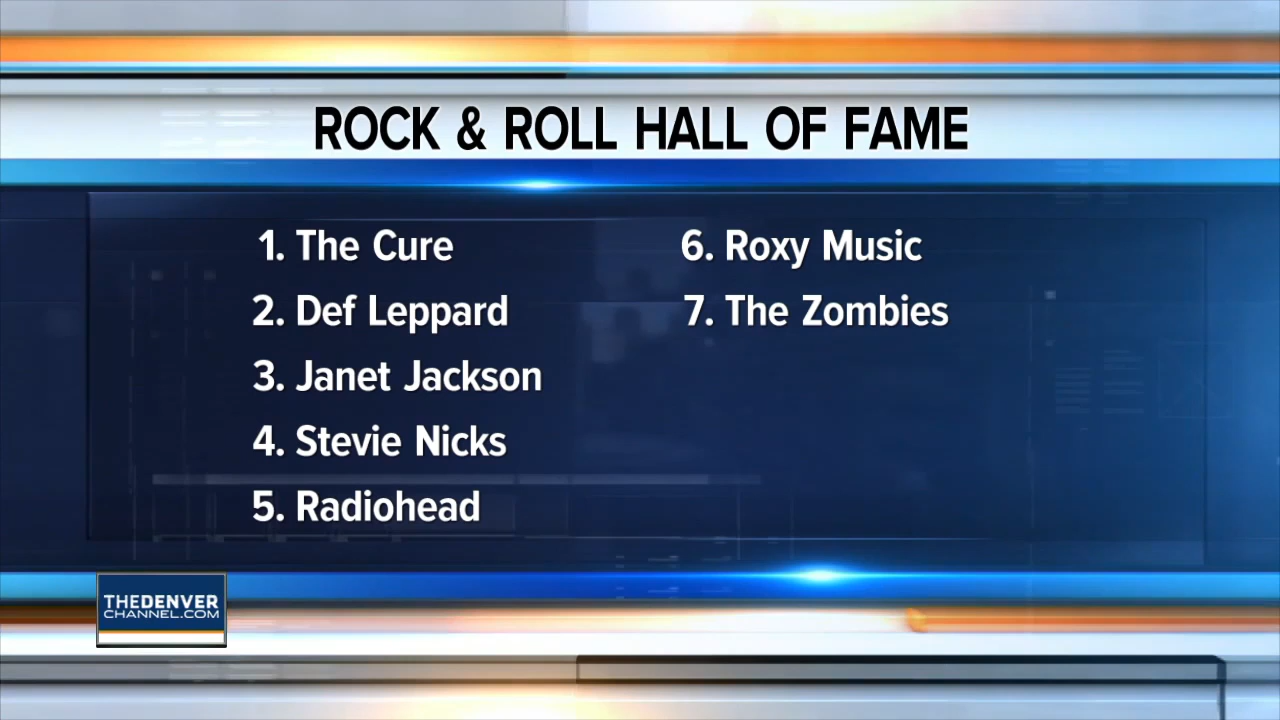 ROCK & ROLL HALL OF FAME
1. The Cure
2. Def Leppard
3. Janet Jackson
4. Stevie Nicks
5. Radiohead
6. Roxy Music
7. The Zombies
THEDENVER
CHANNEL.COM